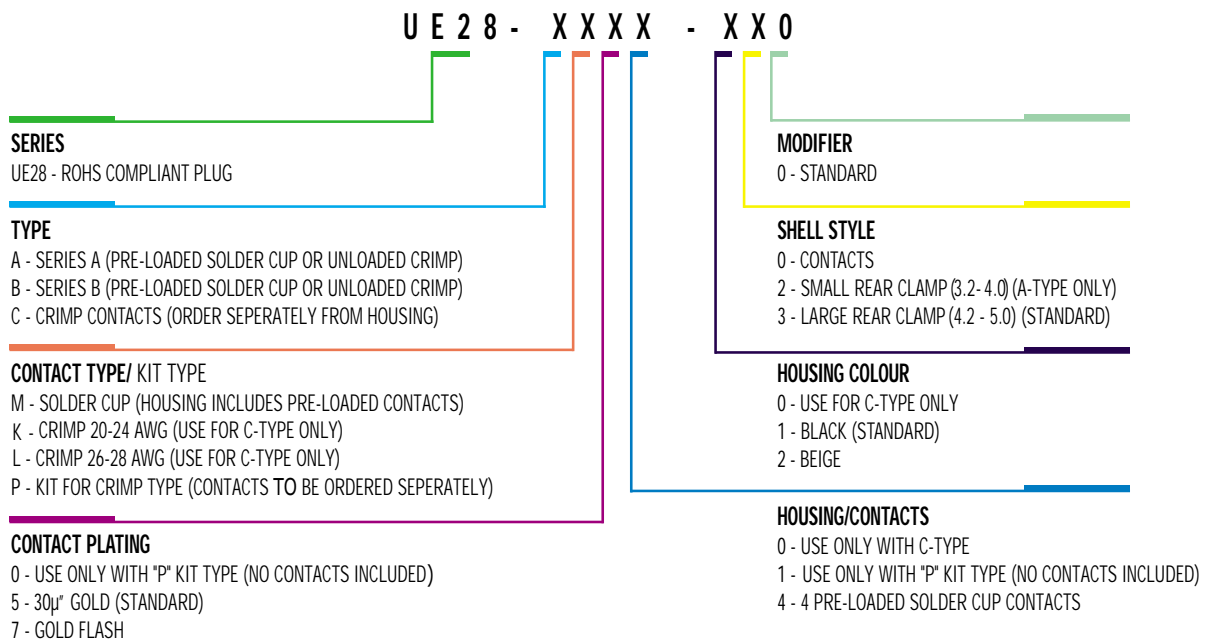 UE28- XXXX - XX0
SERIES
UE28 - ROHS COMPLIANT PLUG
TYPE
A - SERIES A (PRE-LOADED SOLDER CUP OR UNLOADED CRIMP)
B - SERIES B (PRE-LOADED SOLDER CUP OR UNLOADED CRIMP)
C - CRIMP CONTACTS (ORDER SEPERATELY FROM HOUSING)
CONTACT TYPE/ KIT TYPE
M - SOLDER CUP (HOUSING INCLUDES PRE-LOADED CONTACTS)
K - CRIMP 20-24 AWG (USE FOR C-TYPE ONLY)
L - CRIMP 26-28 AWG (USE FOR C-TYPE ONLY)
P - KIT FOR CRIMP TYPE (CONTACTS TO BE ORDERED SEPERATELY)
CONTACT PLATING
0 - USE ONLY WITH "P" KIT TYPE (NO CONTACTS INCLUDED)
5 - 30µ" GOLD (STANDARD)
7 - GOLD FLASH
MODIFIER
0 - STANDARD
SHELL STYLE
0 - CONTACTS
2 - SMALL REAR CLAMP (3.2- 4.0) (A-TYPE ONLY)
3 - LARGE REAR CLAMP (4.2 - 5.0) (STANDARD)
HOUSING COLOUR
0 - USE FOR C-TYPE ONLY
1 - BLACK (STANDARD)
2 - BEIGE
HOUSING/CONTACTS
0 - USE ONLY WITH C-TYPE
1 - USE ONLY WITH "P" KIT TYPE (NO CONTACTS INCLUDED)
4 - 4 PRE-LOADED SOLDER CUP CONTACTS